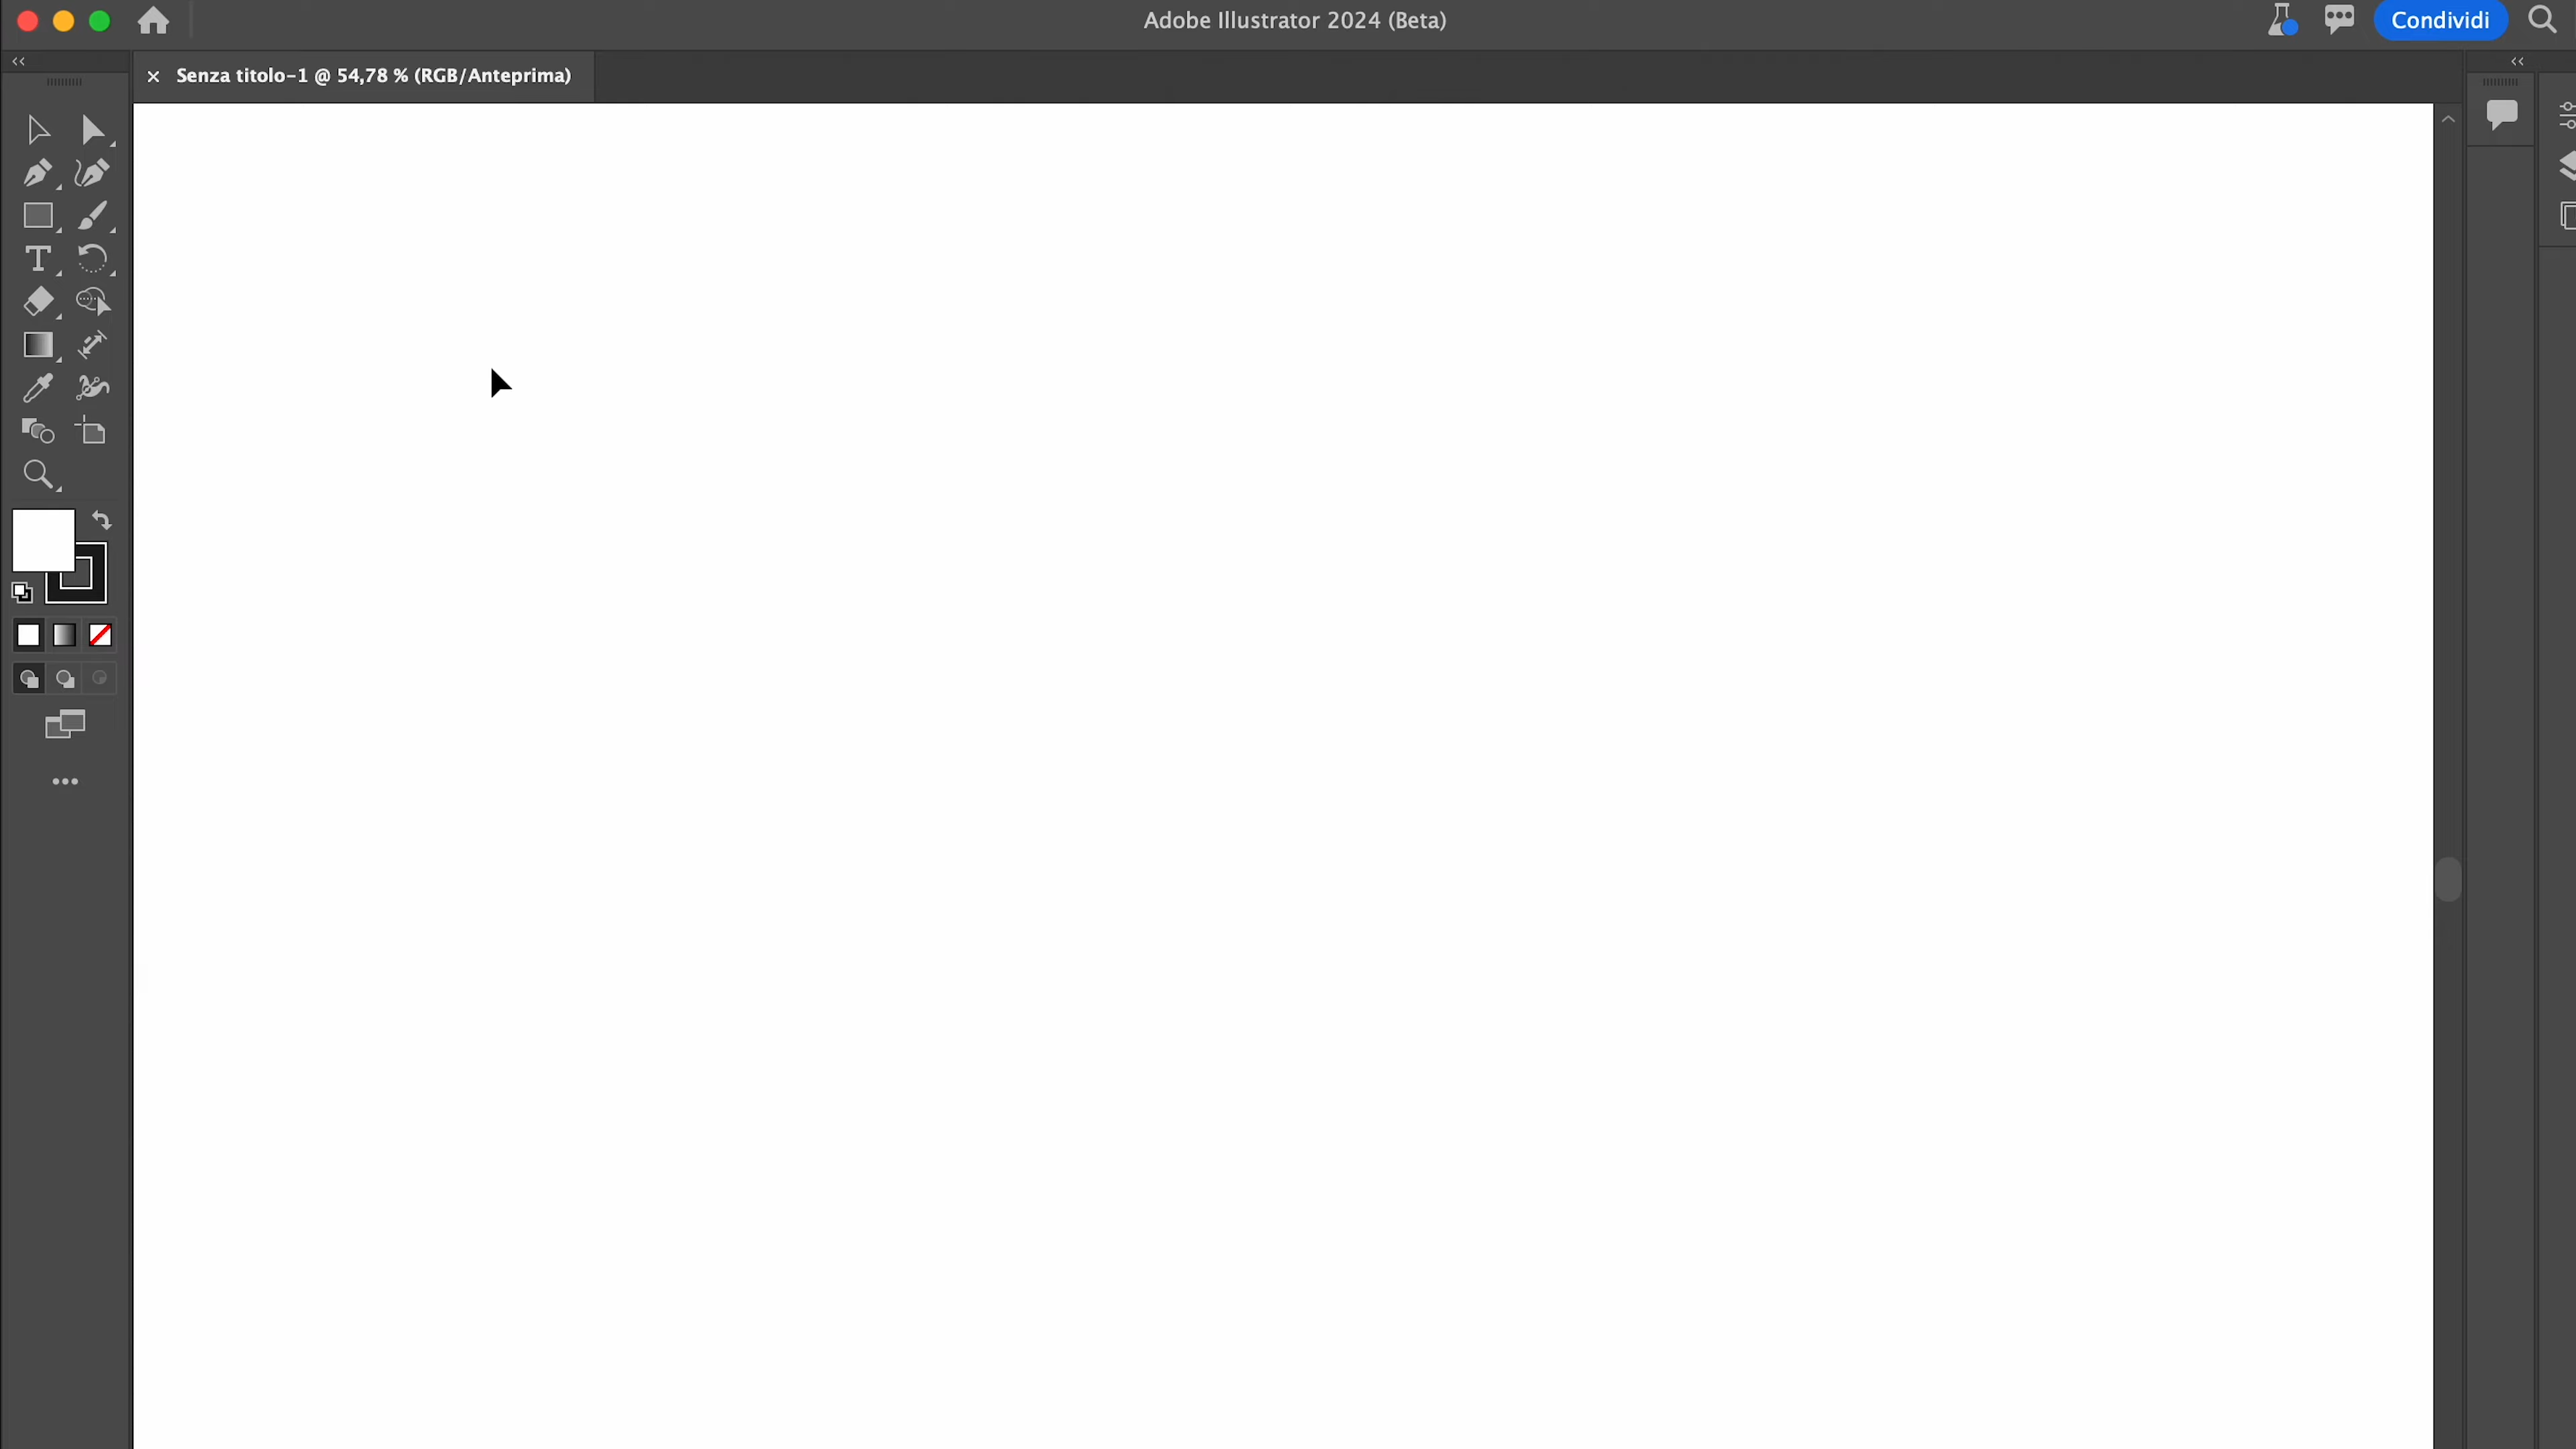 Adobe Illustrator 2024 (Beta)
Condividi
Senza titolo-1 @ 54,78 % (RGB/Anteprima)